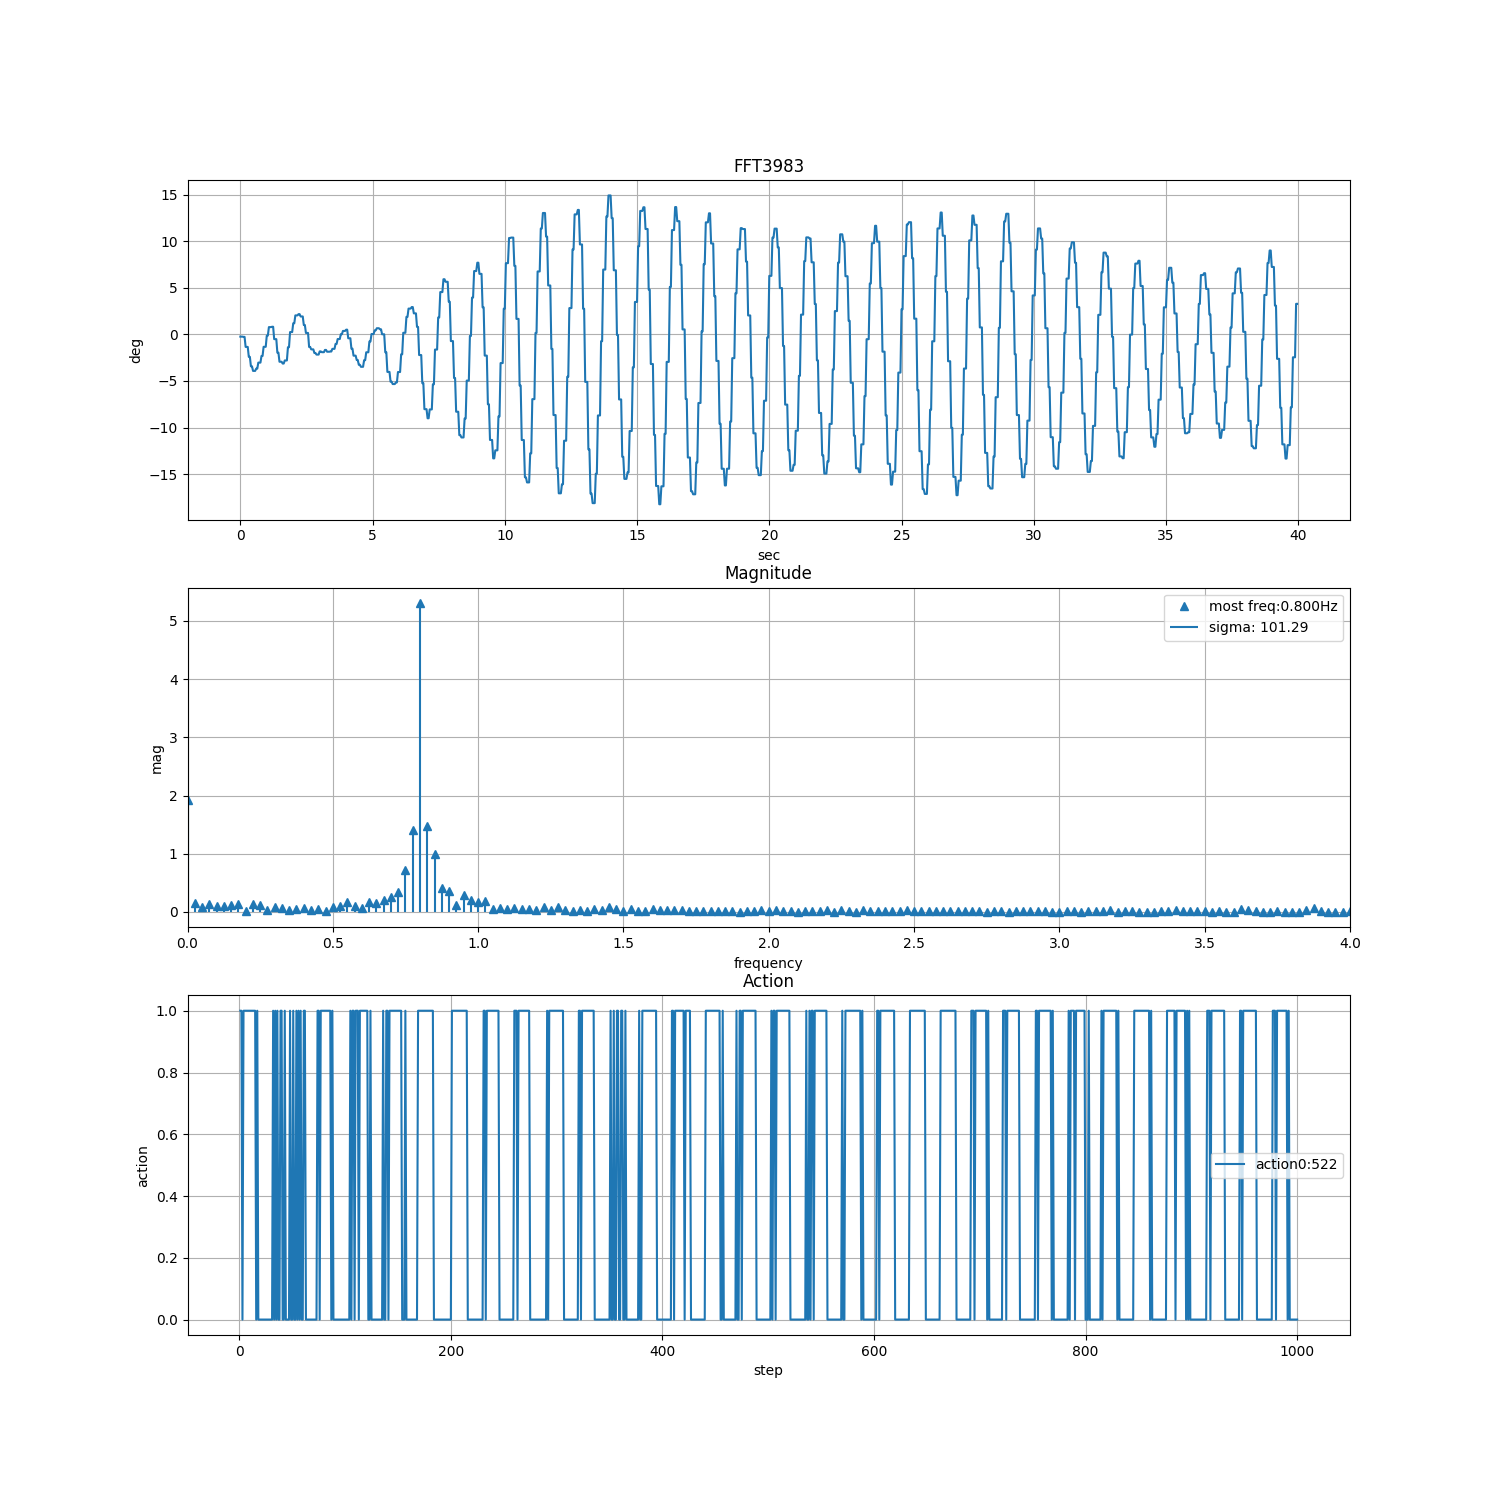 FFT3983
15
10
5
0
−5
−10
−15
deg
0 5 10 15 20 25 30 35 40
sec
Magnitude
5
4
3
2
1
0
mag
most freq:0.800Hz
sigma: 101.29
0.0 0.5 1.0 1.5 2.0 2.5 3.0 3.5 4.0
frequency
Action
1.0
0.8
0.6
0.4
0.2
0.0
action
action0:522
0 200 400 600 800 1000
step